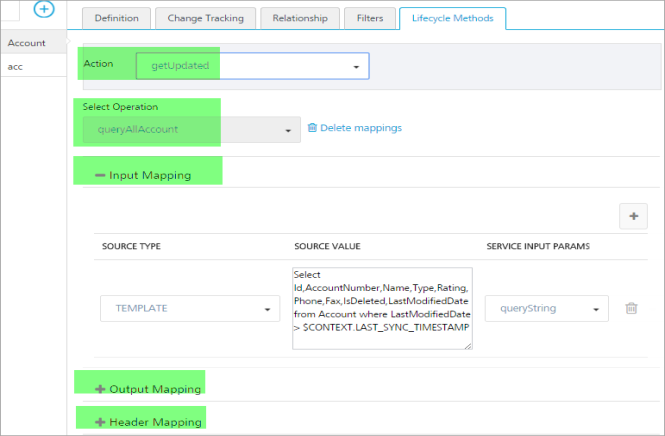 Definition
Change Tracking
Relationship
Filters
Lifecycle Methods
Account
acc
Action
getUpdated
Select Operation
queryAllAccount
Delete mappings
Input Mapping
SOURCE TYPE
SOURCE VALUE
SERVICE INPUT PARAMS
TEMPLATE
Select
Id,AccountNumber,Name,Type,Rating,
Phone,Fax,IsDeleted,LastModifiedDate
from Account where LastModifiedDate
> $CONTEXT.LAST_SYNC_TIMESTAMP
queryString
Output Mapping
Header Mapping